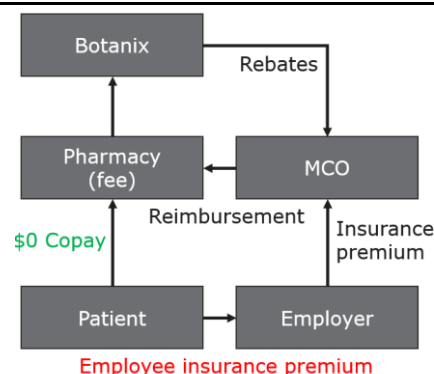 Botanix
Rebates
Pharmacy
(fee)
MCO
Reimbursement
$0 Copay
Insurance
premium
Patient
Employer
Employee insurance premium